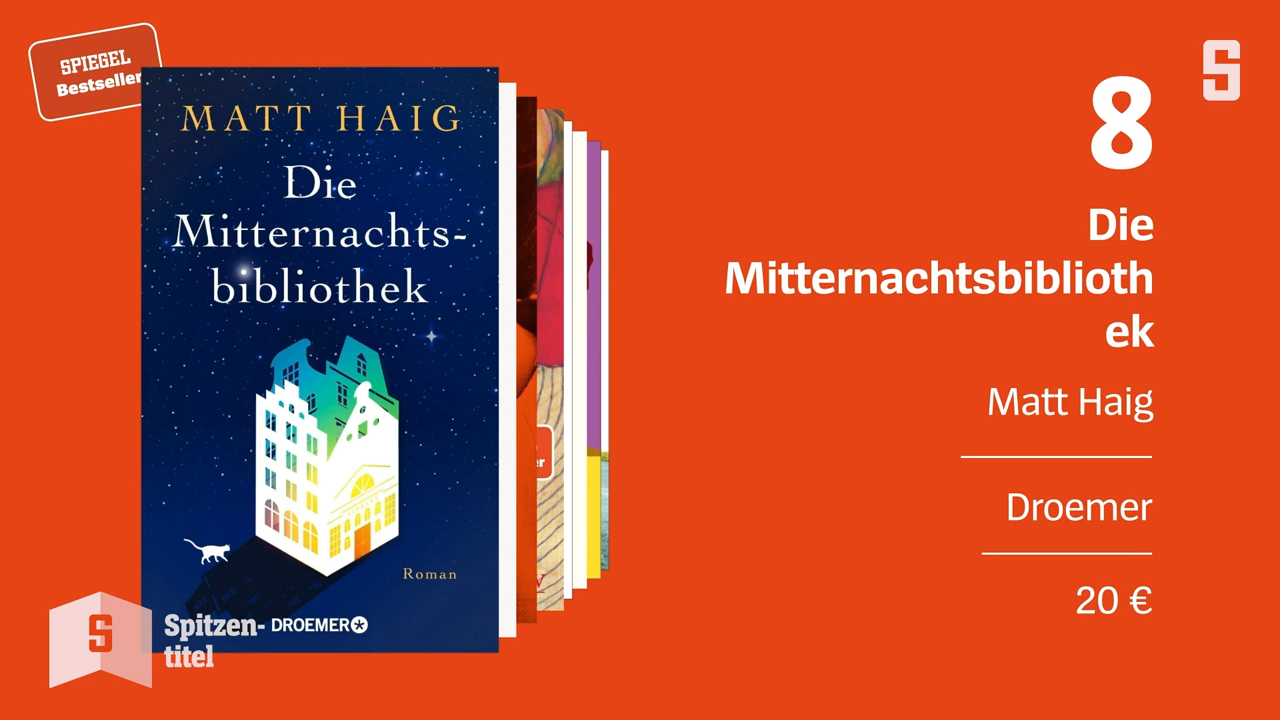 SPIEGEL
Bestseller
MATT HAIG
Die
Mitternachts-
bibliothek
Roman
DROEMER
Spitzen-
titel
S
8
S
Die
Mitternachtsbiblioth
ek
Matt Haig
Droemer
20 €